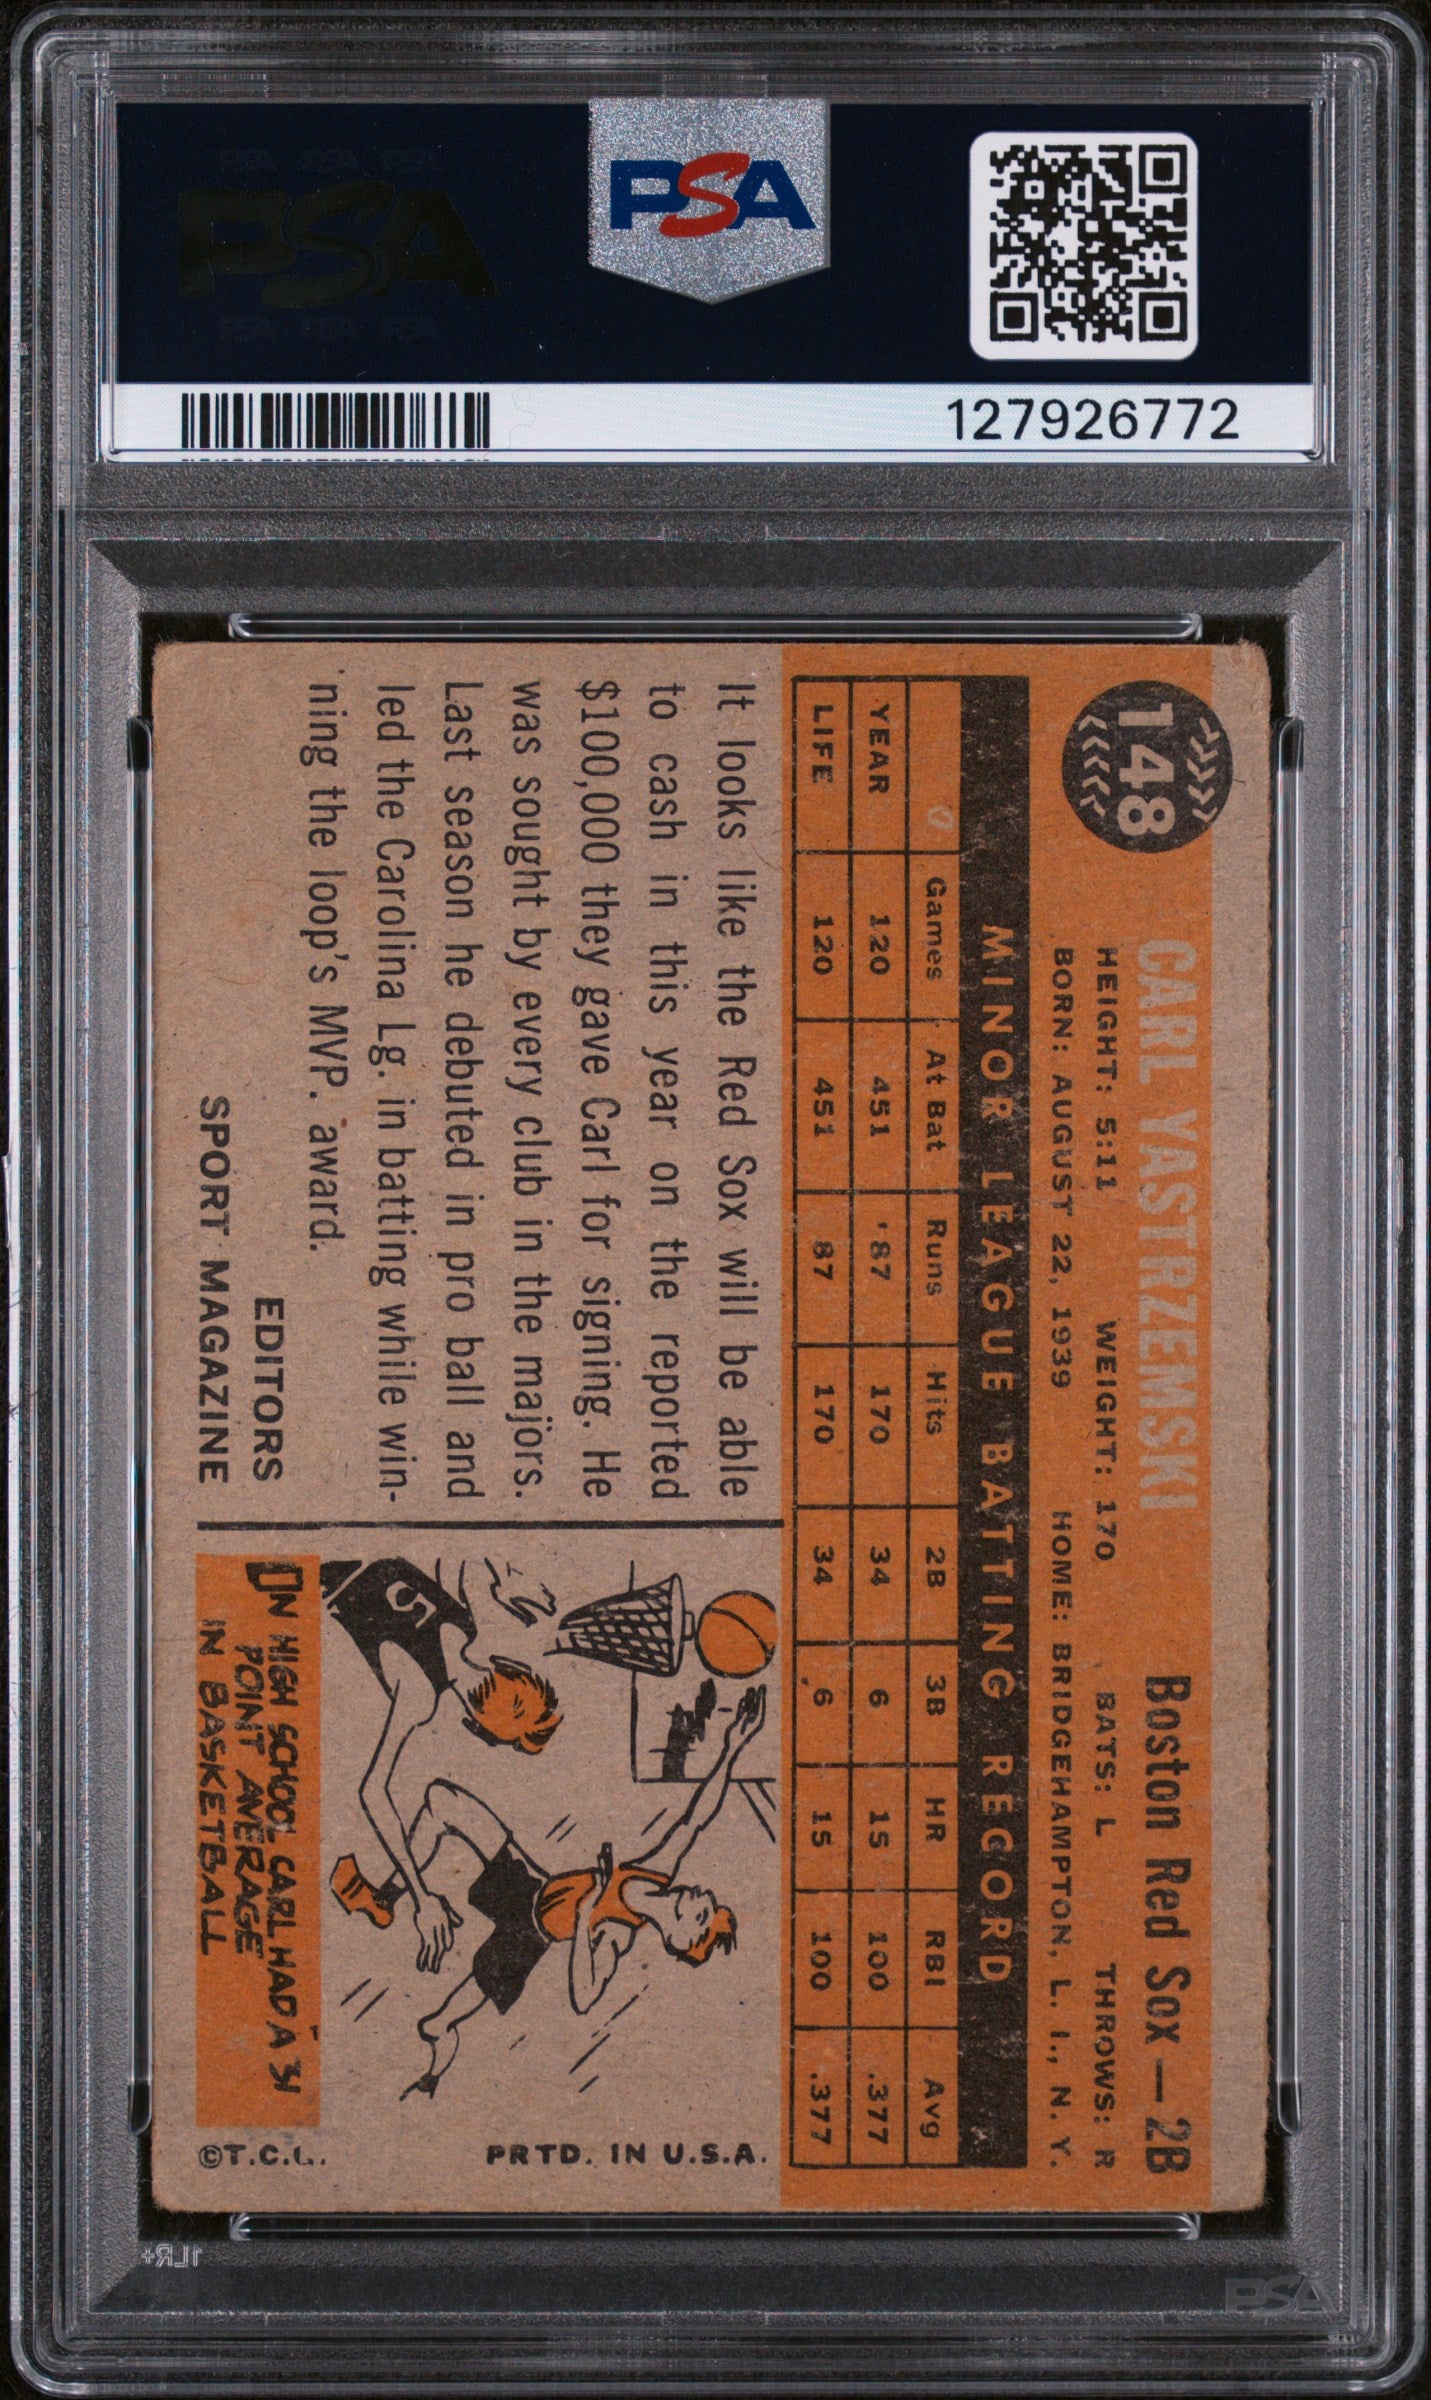 PSA
127926772
148
CARL YASTRZEMSKI Boston Red Sox — 2B
HEIGHT: 5:11 WEIGHT: 170 BATS: L THROWS: R
BORN: AUGUST 22, 1939 HOME: BRIDGEHAMPTON, L. I., N. Y.
MINOR LEAGUE BATTING RECORD
Games At Bat Runs Hits 2B 3B HR RBI Avg
YEAR 120 451 87 170 34 6 15 100 .377
LIFE 120 451 87 170 34 6 15 100 .377
It looks like the Red Sox will be able
to cash in this year on the reported
$100,000 they gave Carl for signing. He
was sought by every club in the majors.
Last season he debuted in pro ball and
led the Carolina Lg. in batting while win-
ning the loop's MVP. award.
EDITORS
SPORT MAGAZINE
5
IN HIGH SCHOOL CARL HAD A 31
POINT AVERAGE
IN BASKETBALL
PRTD. IN U.S.A.
©T.C.G.
1LR+
PSA